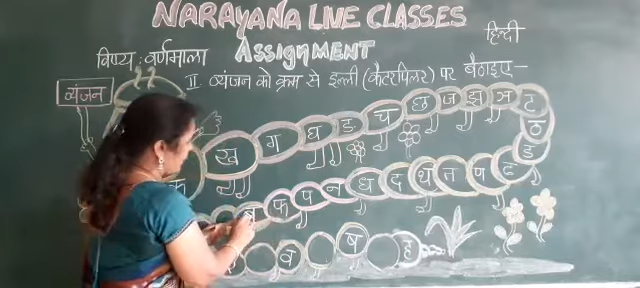 NARAYANA LIVE CLASSES
हिन्दी
विषय : वर्णमाला ASSIGNMENT
व्यंजन II. व्यंजन को क्रम से इल्ली (कैटरपिलर) पर बैठाइए-
क ख ग घ ङ च छ ज झ ञ ट
ठ
ड
ब फ प न ध द थ त ण ढ
व ष ह